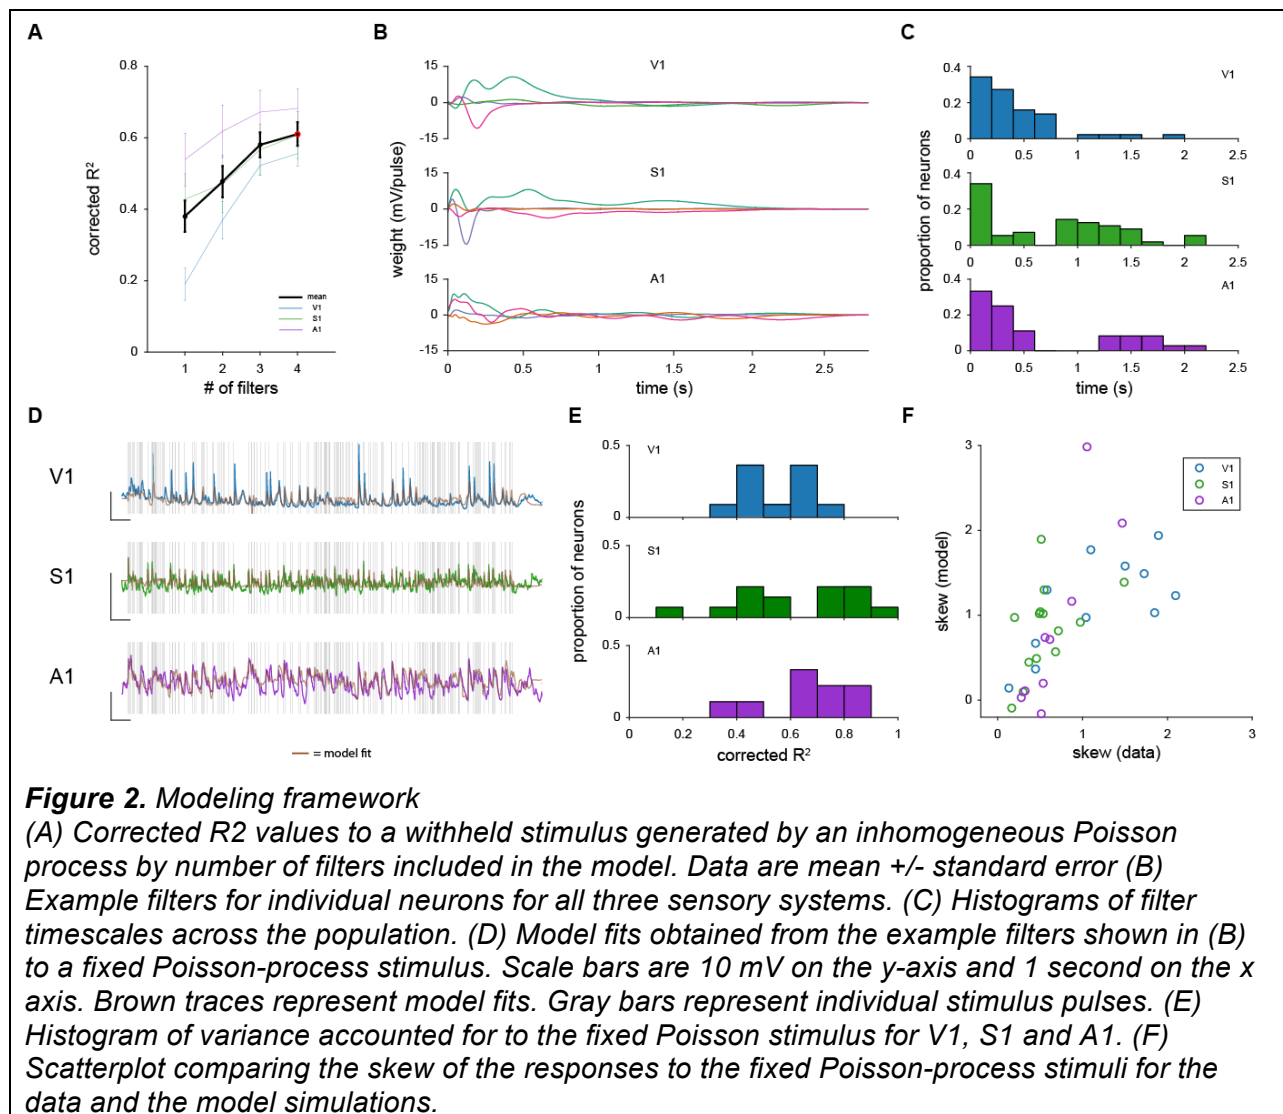 A
0.8
0.6
0.4
0.2
0
corrected R²
1 2 3 4
# of filters
mean
V1
S1
A1
B
V1
15
0
-15
S1
15
0
-15
A1
15
0
-15
weight (mV/pulse)
0 0.5 1 1.5 2 2.5
time (s)
C
V1
0.4
0.2
0
0 0.5 1 1.5 2 2.5
S1
0.4
0.2
0
0 0.5 1 1.5 2 2.5
A1
0.4
0.2
0
0 0.5 1 1.5 2 2.5
proportion of neurons
time (s)
D
V1
S1
A1
= model fit
E
0.5
V1
0
0.5
S1
0
0.5
A1
0
proportion of neurons
0 0.2 0.4 0.6 0.8 1
corrected R²
F
3
2
1
0
skew (model)
V1
S1
A1
0 1 2 3
skew (data)
Figure 2. Modeling framework
(A) Corrected R2 values to a withheld stimulus generated by an inhomogeneous Poisson
process by number of filters included in the model. Data are mean +/- standard error (B)
Example filters for individual neurons for all three sensory systems. (C) Histograms of filter
timescales across the population. (D) Model fits obtained from the example filters shown in (B)
to a fixed Poisson-process stimulus. Scale bars are 10 mV on the y-axis and 1 second on the x
axis. Brown traces represent model fits. Gray bars represent individual stimulus pulses. (E)
Histogram of variance accounted for to the fixed Poisson stimulus for V1, S1 and A1. (F)
Scatterplot comparing the skew of the responses to the fixed Poisson-process stimuli for the
data and the model simulations.